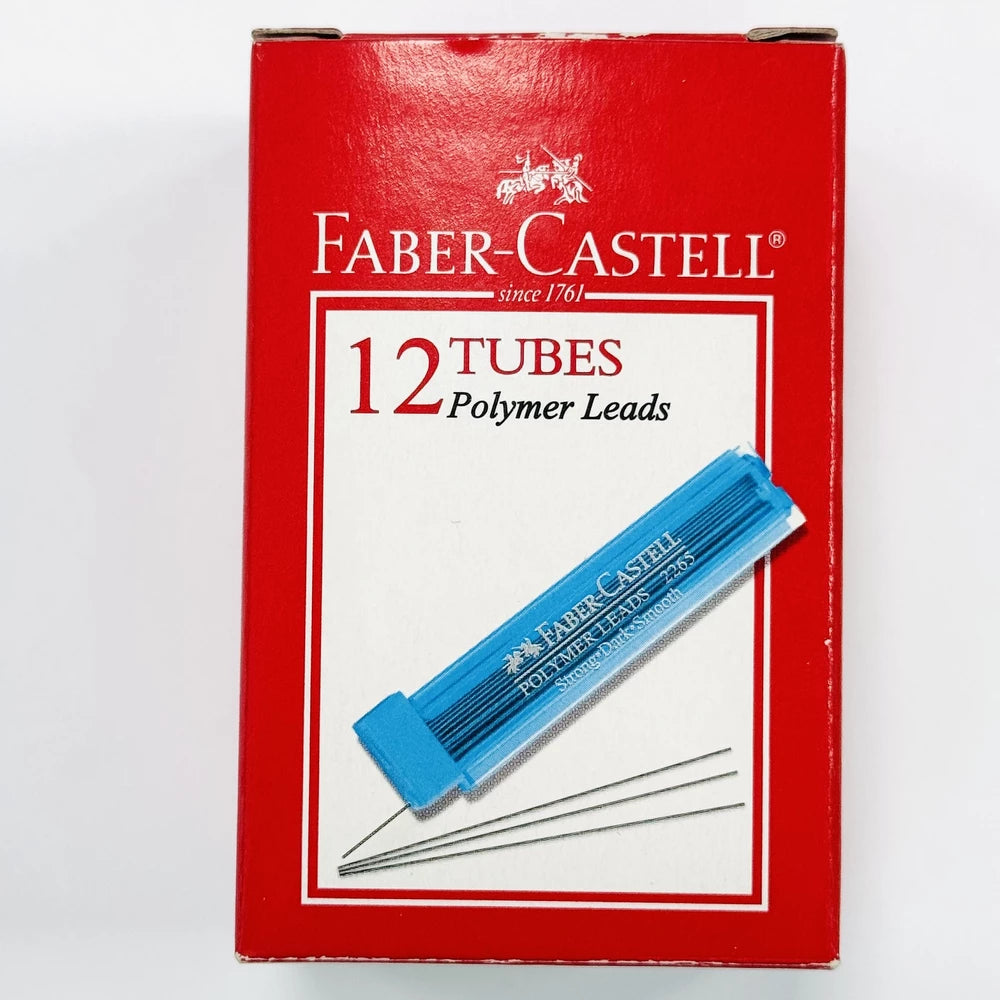 FABER-CASTELL®
since 1761
12 TUBES
Polymer Leads
FABER-CASTELL
POLYMER LEADS 2265
Strong•Dark•Smooth